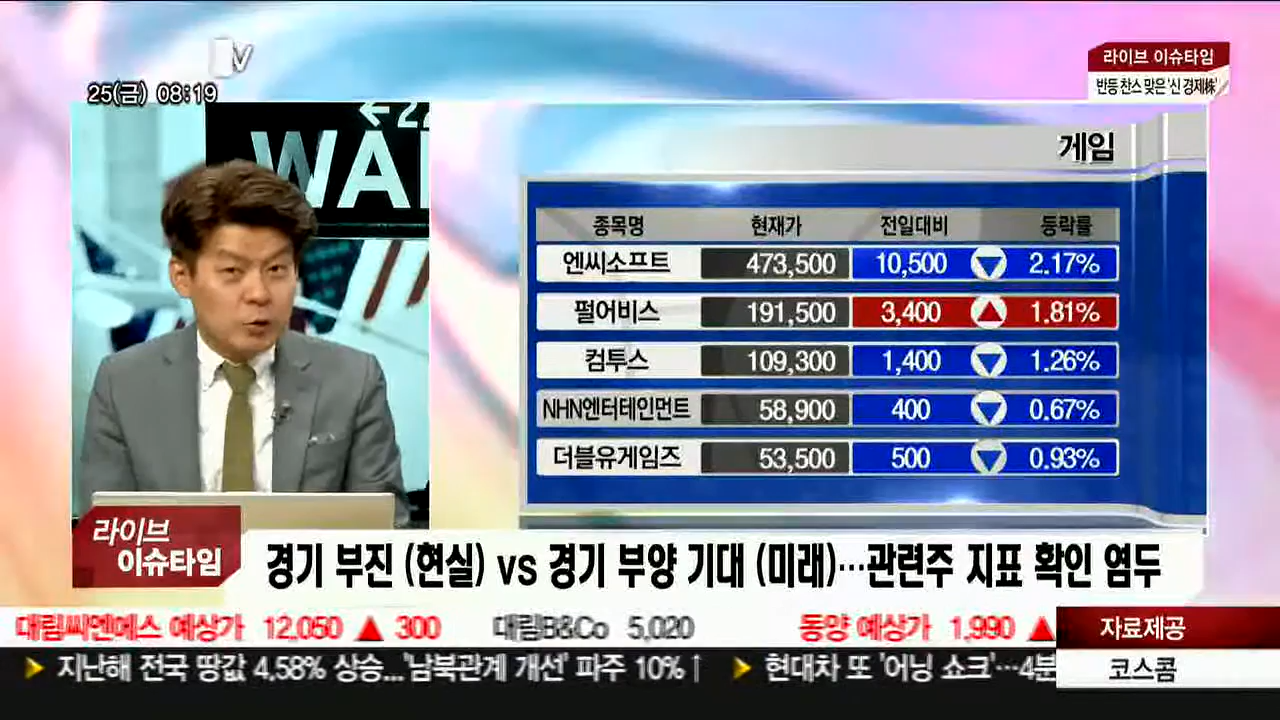 V
25(금) 08:19
라이브 이슈타임
반등 찬스 맞은 '신 경제株'
WA
게임
종목명 현재가 전일대비 등락률
엔씨소프트 473,500 10,500 ▼ 2.17%
펄어비스 191,500 3,400 ▲ 1.81%
컴투스 109,300 1,400 ▼ 1.26%
NHN엔터테인먼트 58,900 400 ▼ 0.67%
더블유게임즈 53,500 500 ▼ 0.93%
라이브
이슈타임
경기 부진 (현실) vs 경기 부양 기대 (미래)…관련주 지표 확인 염두
대림씨엔에스 예상가 12,050 ▲ 300 대림B&Co 5,020 동양 예상가 1,990 ▲
자료제공
▶ 지난해 전국 땅값 4.58% 상승...'남북관계 개선' 파주 10%↑ ▶ 현대차 또 '어닝 쇼크'…4분
코스콤